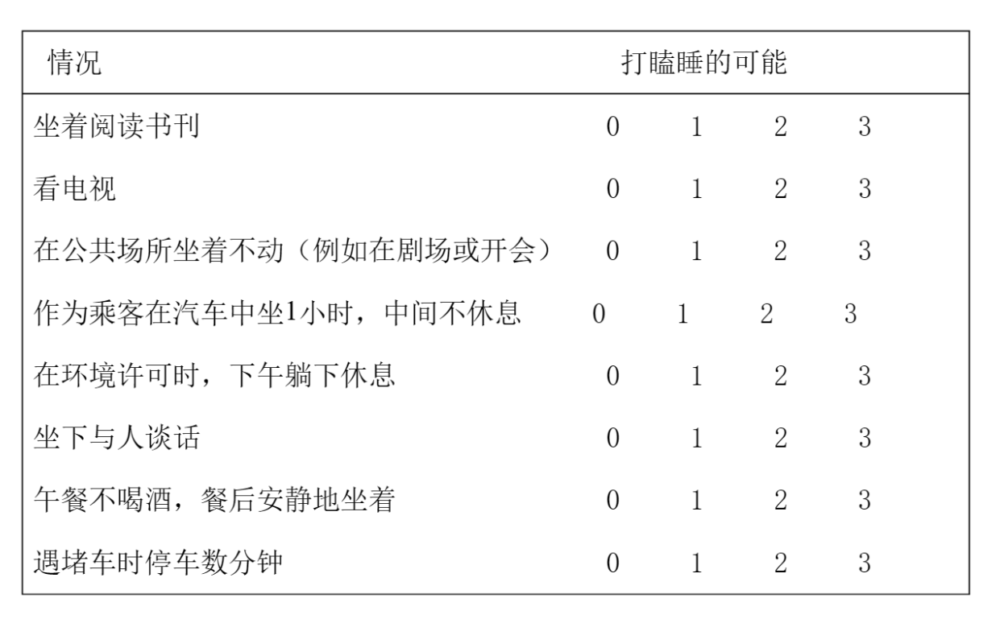 情况 打瞌睡的可能
坐着阅读书刊 0 1 2 3
看电视 0 1 2 3
在公共场所坐着不动（例如在剧场或开会） 0 1 2 3
作为乘客在汽车中坐1小时，中间不休息 0 1 2 3
在环境许可时，下午躺下休息 0 1 2 3
坐下与人谈话 0 1 2 3
午餐不喝酒，餐后安静地坐着 0 1 2 3
遇堵车时停车数分钟 0 1 2 3